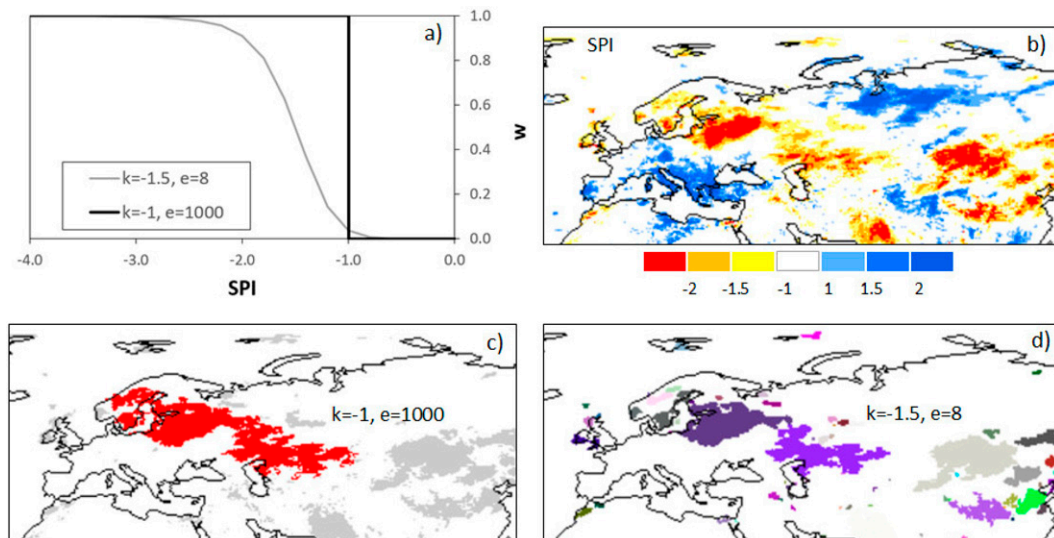 a)
1.0
0.8
0.6
0.4
0.2
0.0
w
k=-1.5, e=8
k=-1, e=1000
-4.0 -3.0 -2.0 -1.0 0.0
SPI
b)
SPI
-2 -1.5 -1 1 1.5 2
c)
k=-1, e=1000
d)
k=-1.5, e=8